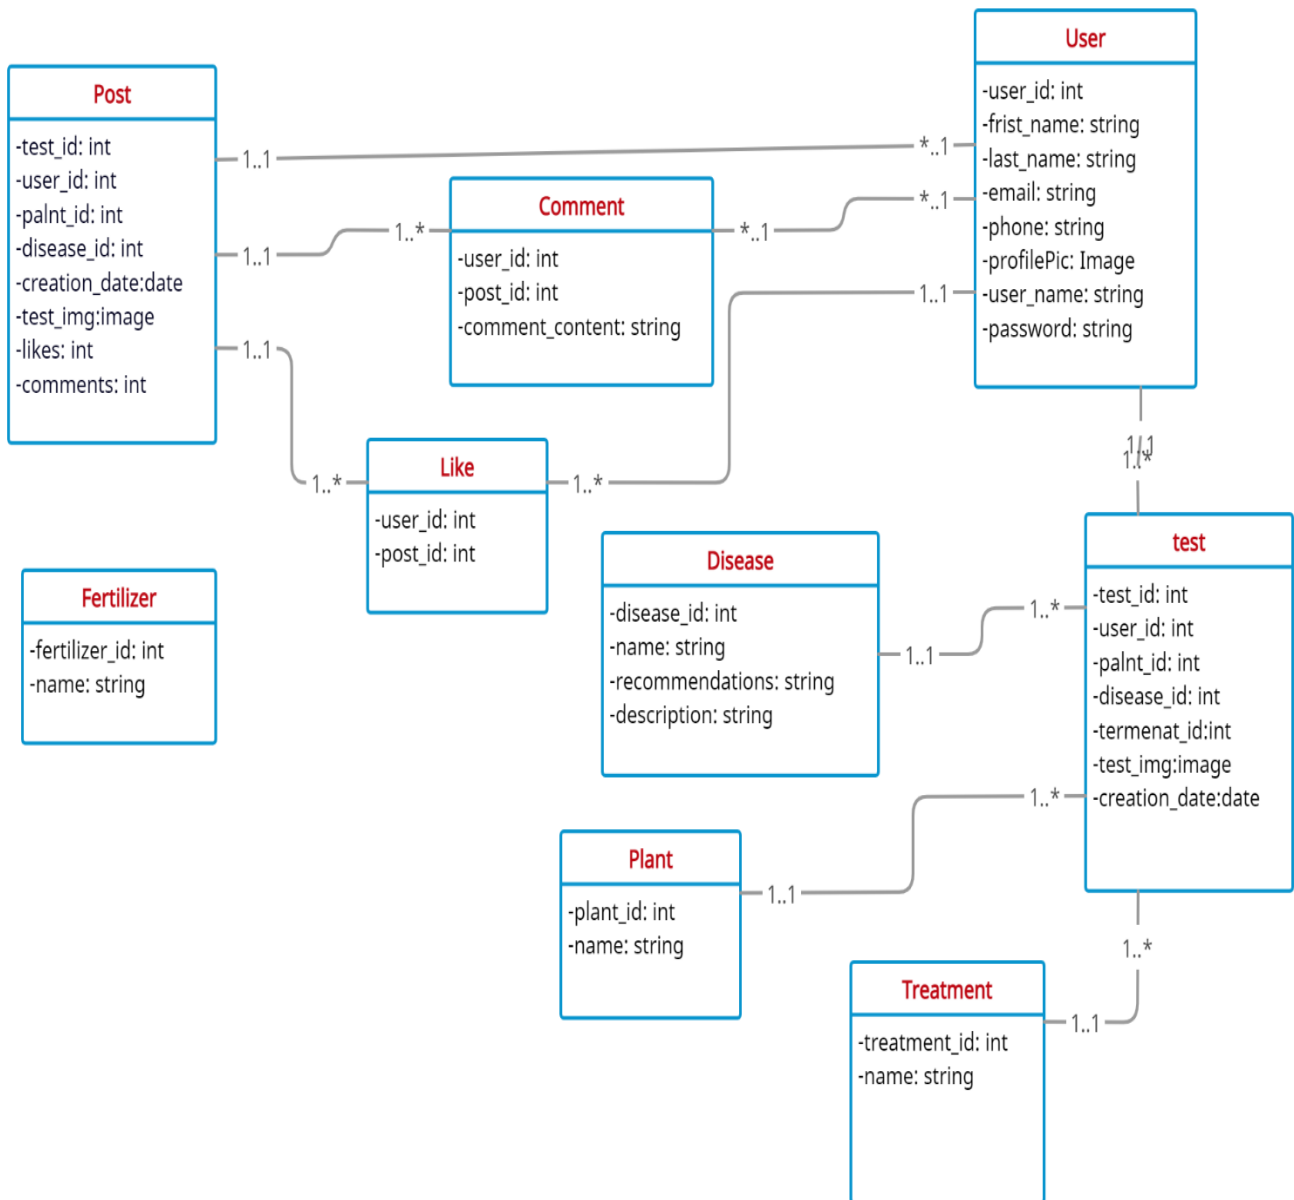 User
-user_id: int
-frist_name: string
-last_name: string
-email: string
-phone: string
-profilePic: Image
-user_name: string
-password: string
Post
-test_id: int
-user_id: int
-palnt_id: int
-disease_id: int
-creation_date:date
-test_img:image
-likes: int
-comments: int
1..1
*..1
Comment
-user_id: int
-post_id: int
-comment_content: string
1..1
1..*
*..1
*..1
1..1
1..*
1..*
1..1
Like
-user_id: int
-post_id: int
Fertilizer
-fertilizer_id: int
-name: string
Disease
-disease_id: int
-name: string
-recommendations: string
-description: string
1..1
1..*
test
-test_id: int
-user_id: int
-palnt_id: int
-disease_id: int
-termenat_id:int
-test_img:image
-creation_date:date
Plant
-plant_id: int
-name: string
1..1
1..*
Treatment
-treatment_id: int
-name: string
1..1
1..*